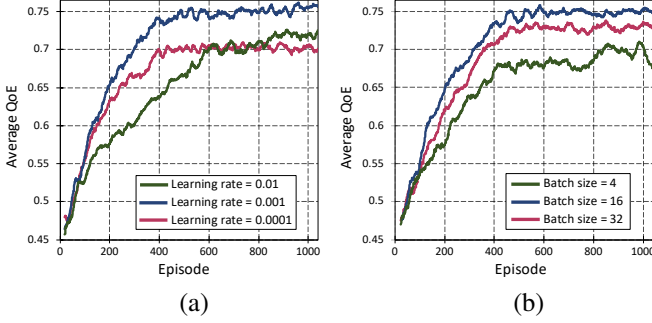 Average QoE
0.75
0.7
0.65
0.6
0.55
0.5
0.45
0
200
400
600
800
1000
Episode
Learning rate = 0.01
Learning rate = 0.001
Learning rate = 0.0001
(a)
Average QoE
0.75
0.7
0.65
0.6
0.55
0.5
0.45
0
200
400
600
800
1000
Episode
Batch size = 4
Batch size = 16
Batch size = 32
(b)